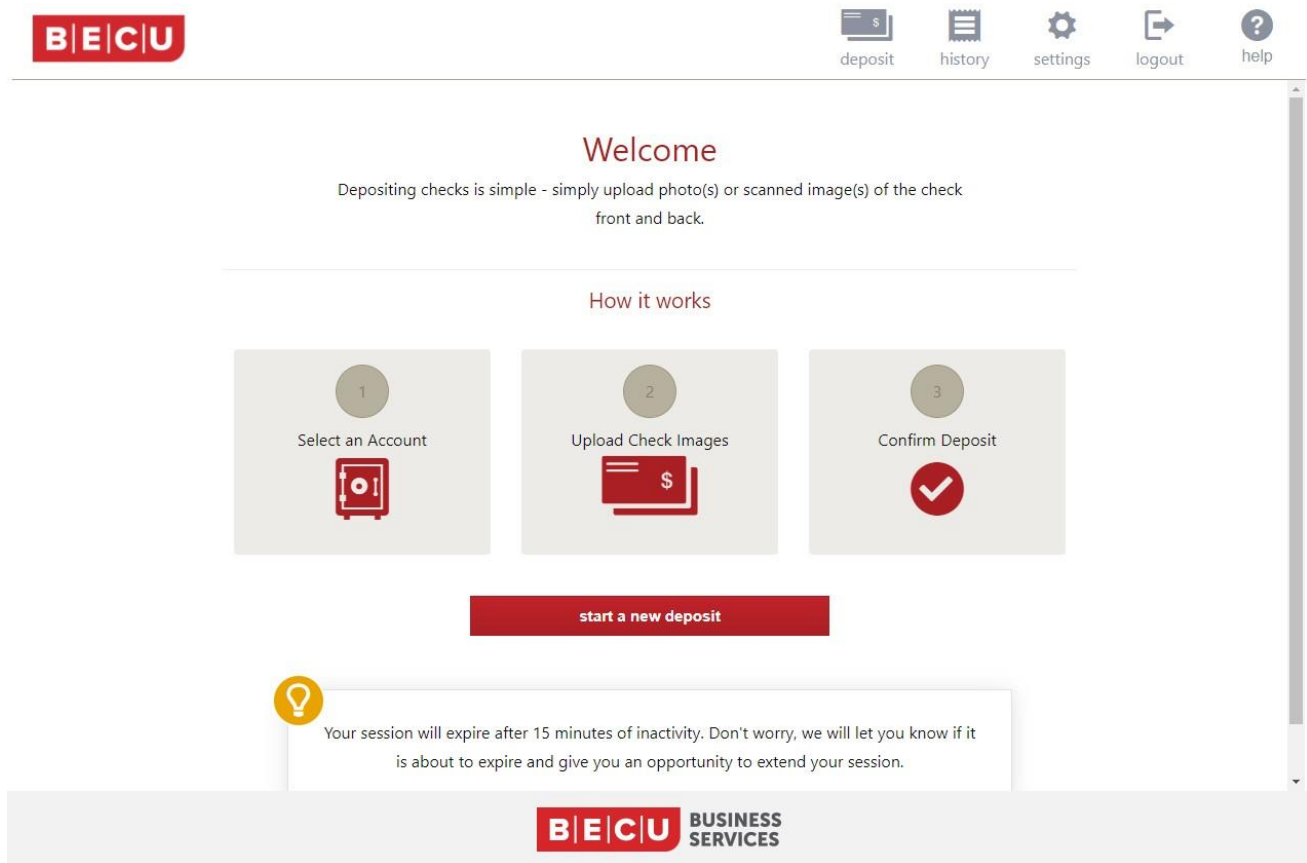 B|E|C|U
$
deposit
history
settings
logout
?
help
Welcome
Depositing checks is simple - simply upload photo(s) or scanned image(s) of the check
front and back.
How it works
1
Select an Account
2
Upload Check Images
$
3
Confirm Deposit
start a new deposit
Your session will expire after 15 minutes of inactivity. Don't worry, we will let you know if it
is about to expire and give you an opportunity to extend your session.
B|E|C|U BUSINESS
SERVICES